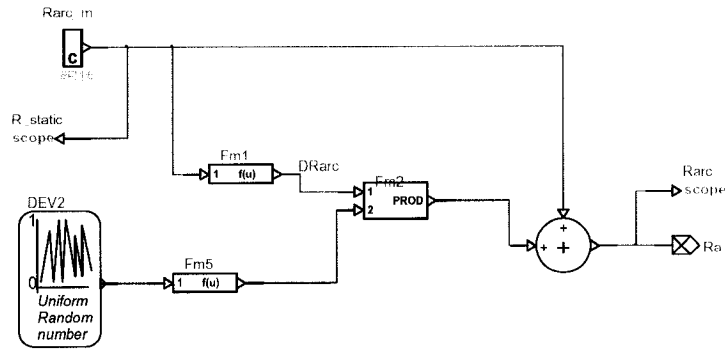 Rarc_m
C
R_static
scope
Fm1
1 f(u)
DRarc
Fm2
1
PROD
2
Rarc
scope
+
+
+
Ra
DEV2
1
0
Uniform
Random
number
Fm5
1 f(u)